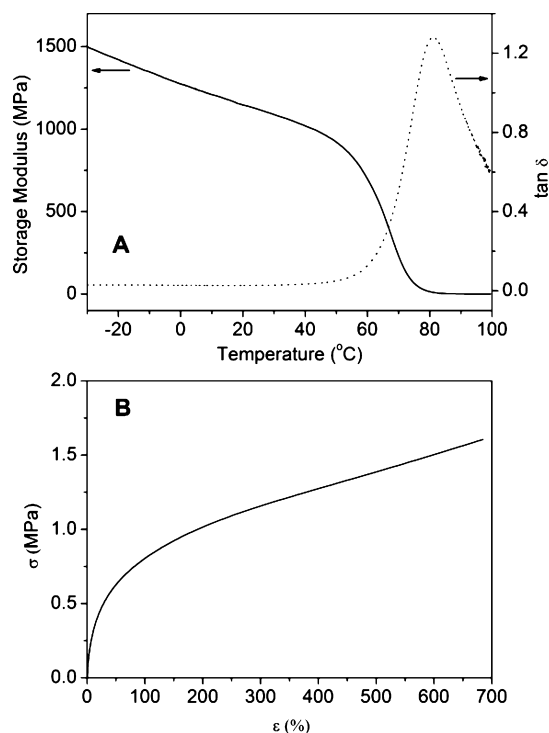 1500
1000
500
0
Storage Modulus (MPa)
A
1.2
0.8
0.4
0.0
tan δ
-20 0 20 40 60 80 100
Temperature (°C)
B
2.0
1.5
1.0
0.5
0.0
σ (MPa)
0 100 200 300 400 500 600 700
ε (%)